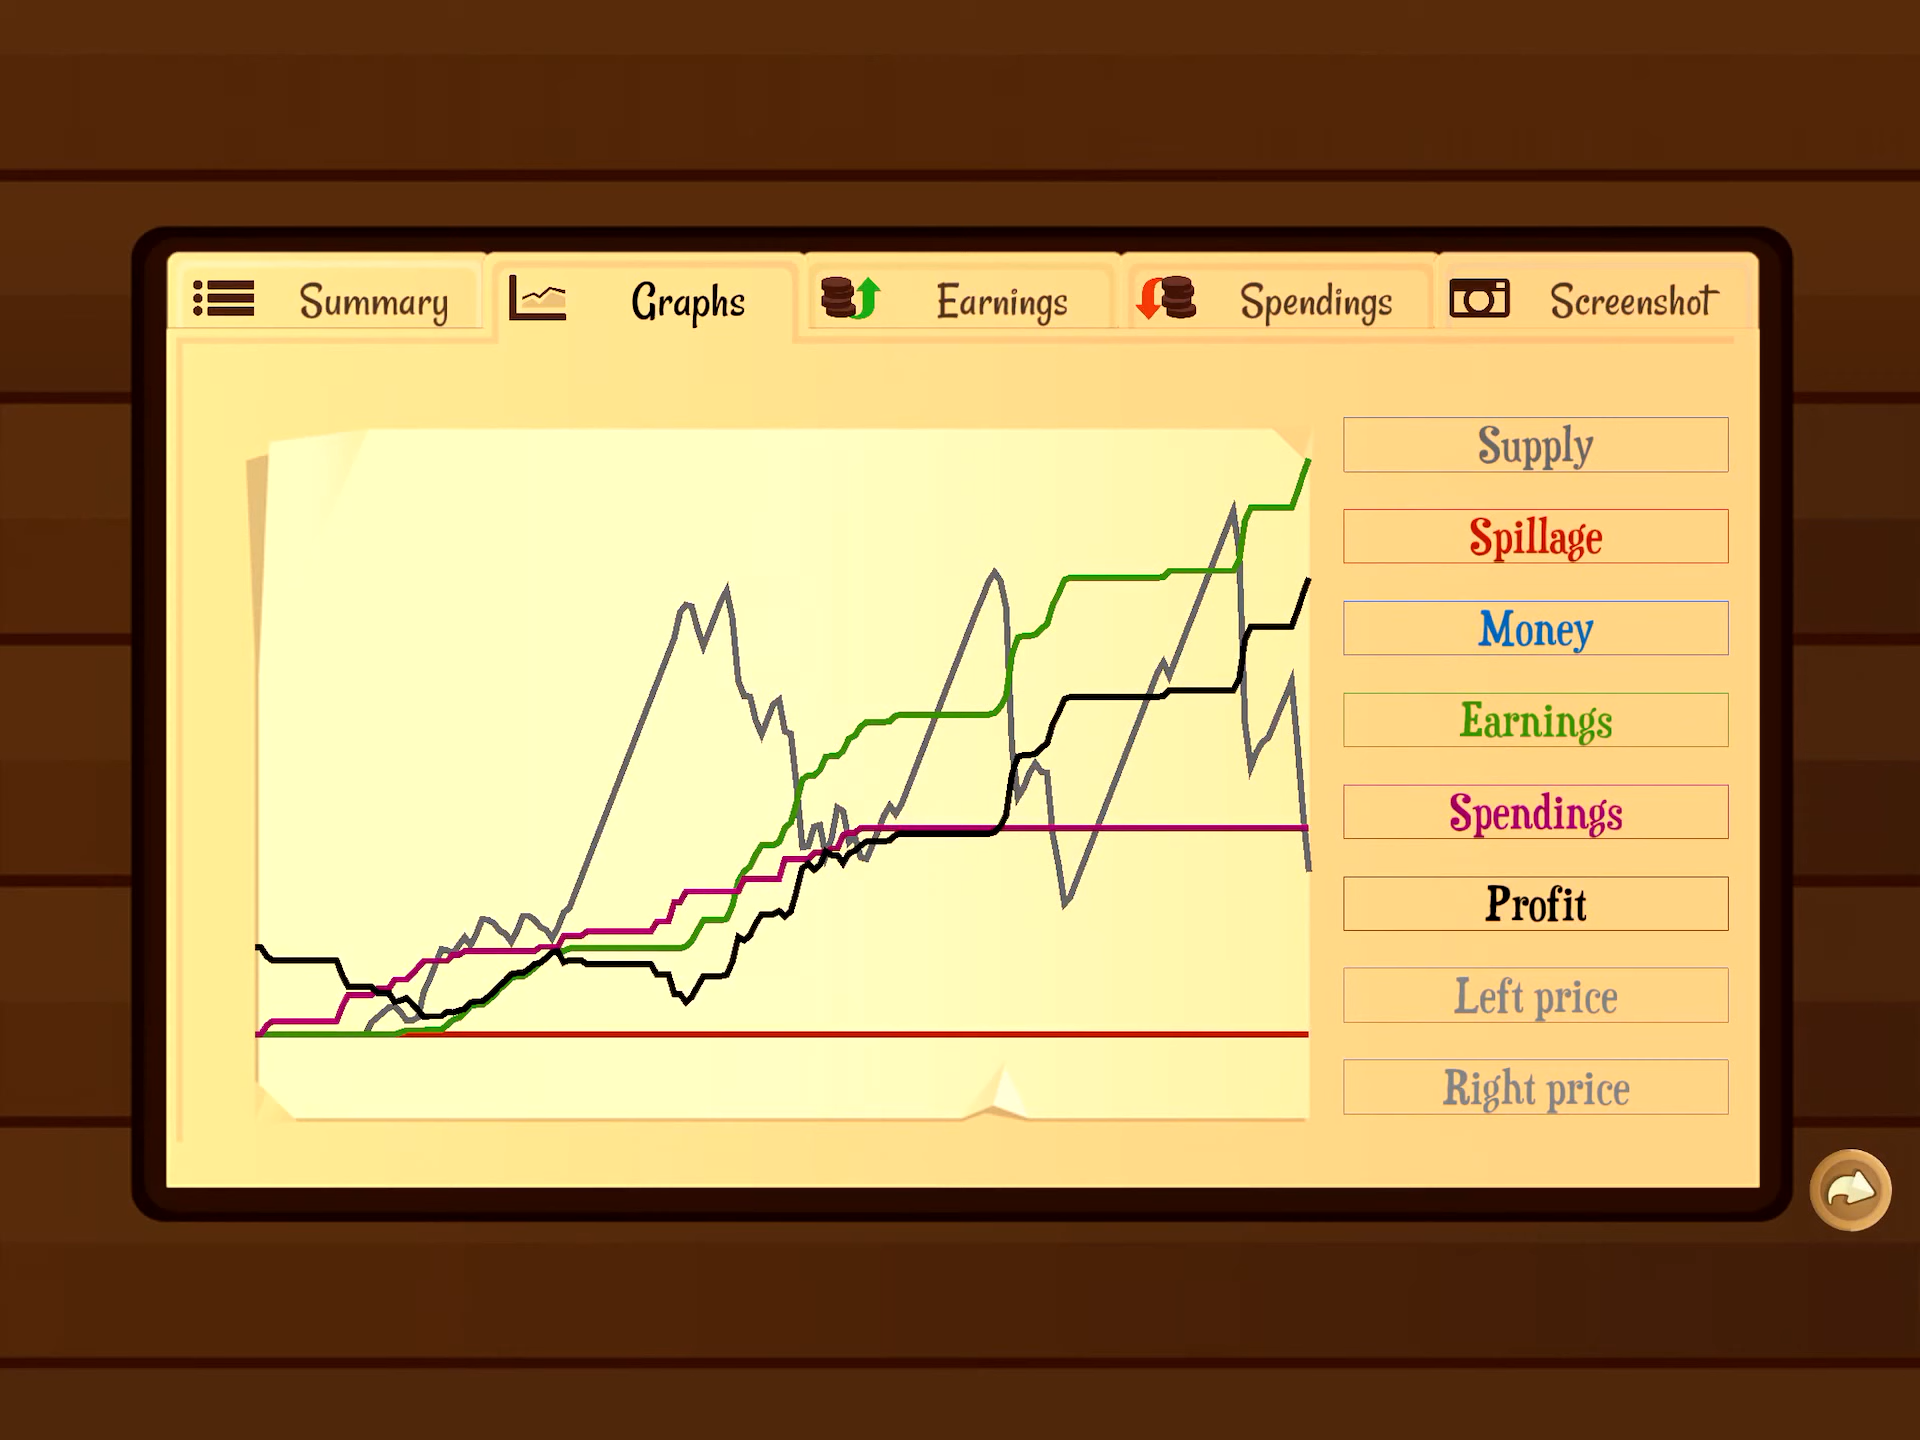 Summary
Graphs
Earnings
Spendings
Screenshot
Supply
Spillage
Money
Earnings
Spendings
Profit
Left price
Right price